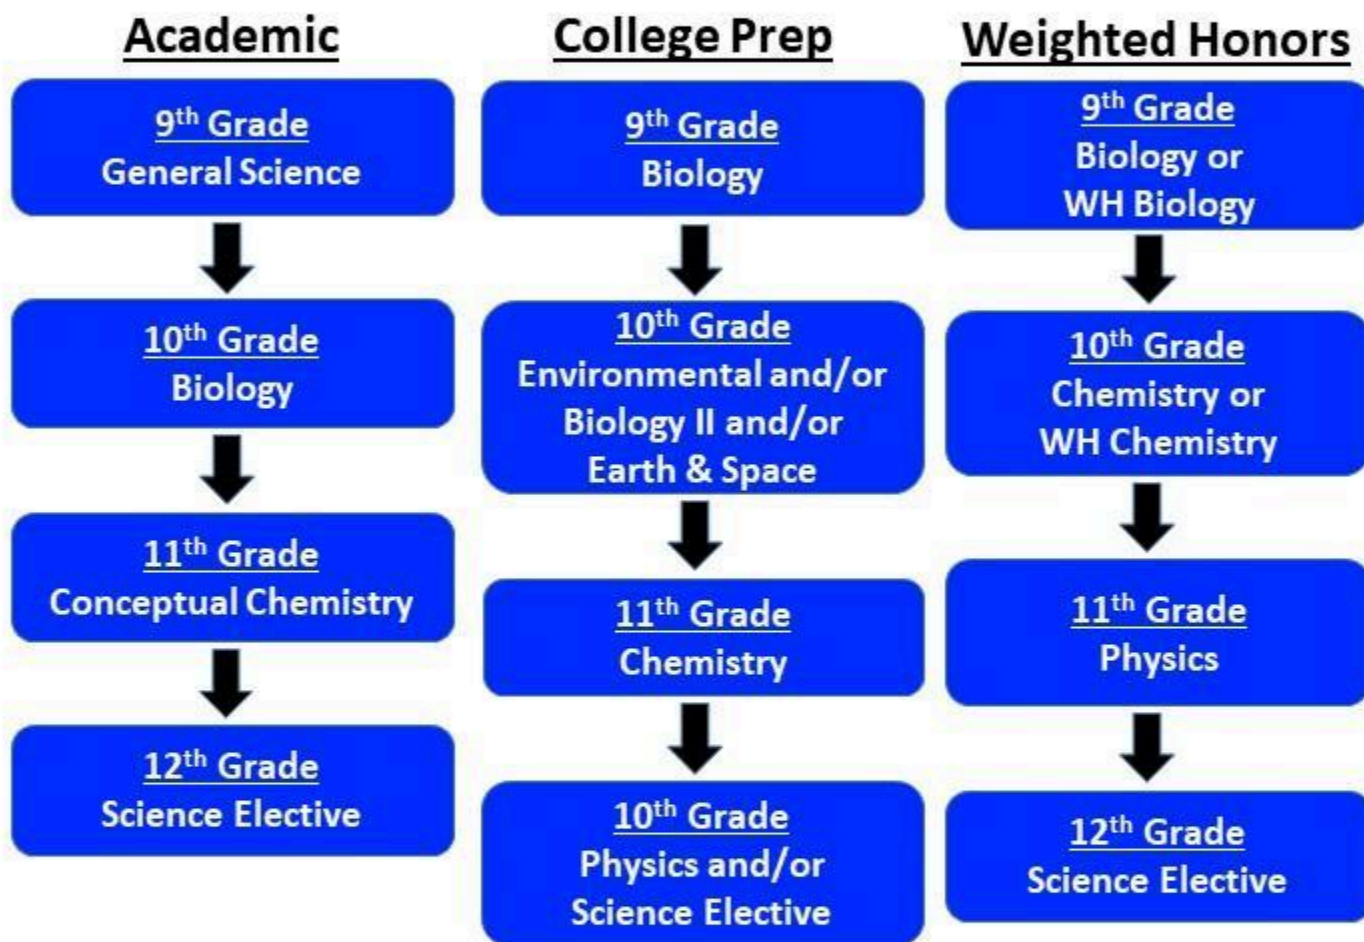 Academic
9th Grade
General Science
10th Grade
Biology
11th Grade
Conceptual Chemistry
12th Grade
Science Elective
College Prep
9th Grade
Biology
10th Grade
Environmental and/or
Biology II and/or
Earth & Space
11th Grade
Chemistry
10th Grade
Physics and/or
Science Elective
Weighted Honors
9th Grade
Biology or
WH Biology
10th Grade
Chemistry or
WH Chemistry
11th Grade
Physics
12th Grade
Science Elective